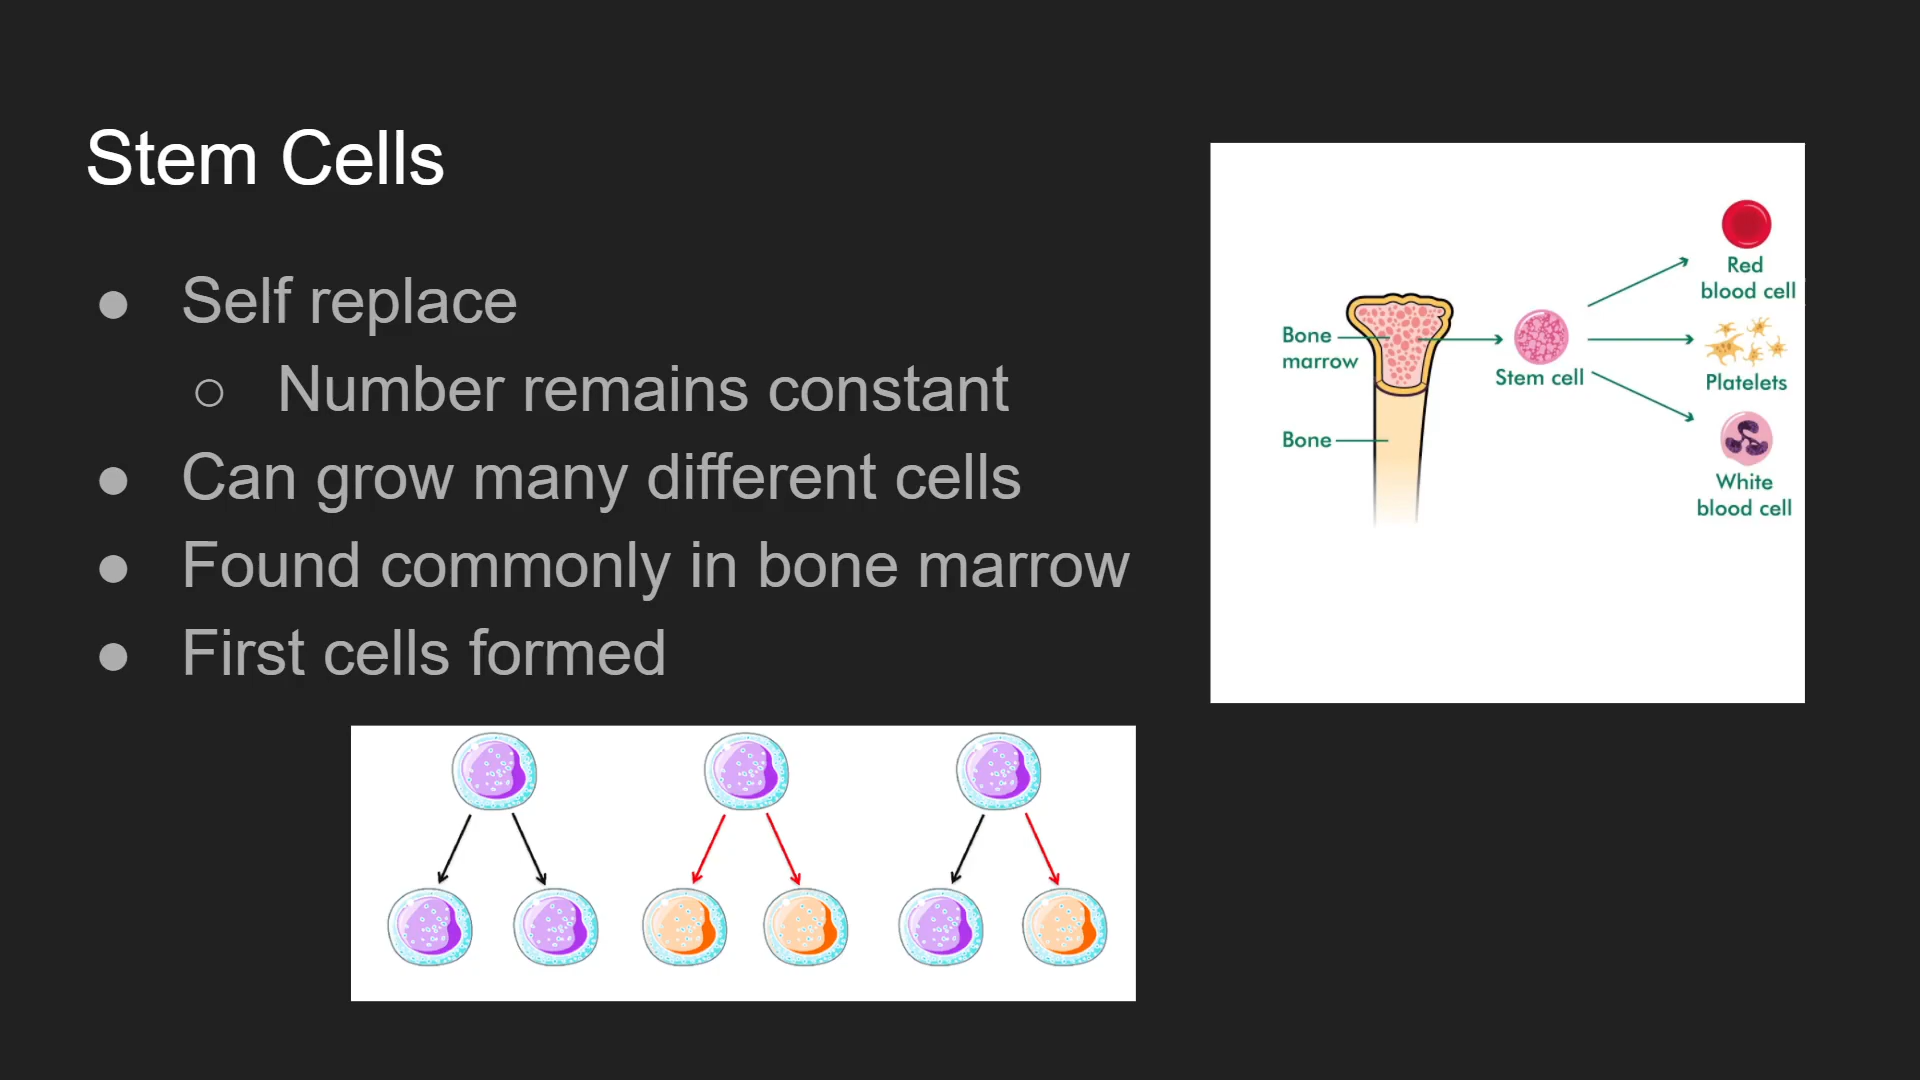 Stem Cells
● Self replace
○ Number remains constant
● Can grow many different cells
● Found commonly in bone marrow
● First cells formed
Bone
marrow
Bone
Stem cell
Red
blood cell
Platelets
White
blood cell